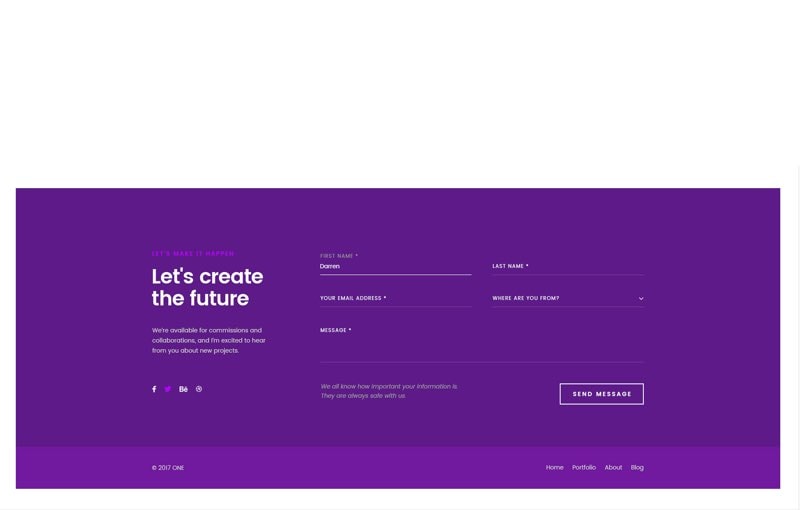 LET'S MAKE IT HAPPEN
Let's create
the future
We're available for commissions and
collaborations, and I'm excited to hear
from you about new projects.
Bē
FIRST NAME *
Darren
LAST NAME *
YOUR EMAIL ADDRESS *
WHERE ARE YOU FROM?
MESSAGE *
We all know how important your information is.
They are always safe with us.
SEND MESSAGE
© 2017 ONE
Home Portfolio About Blog